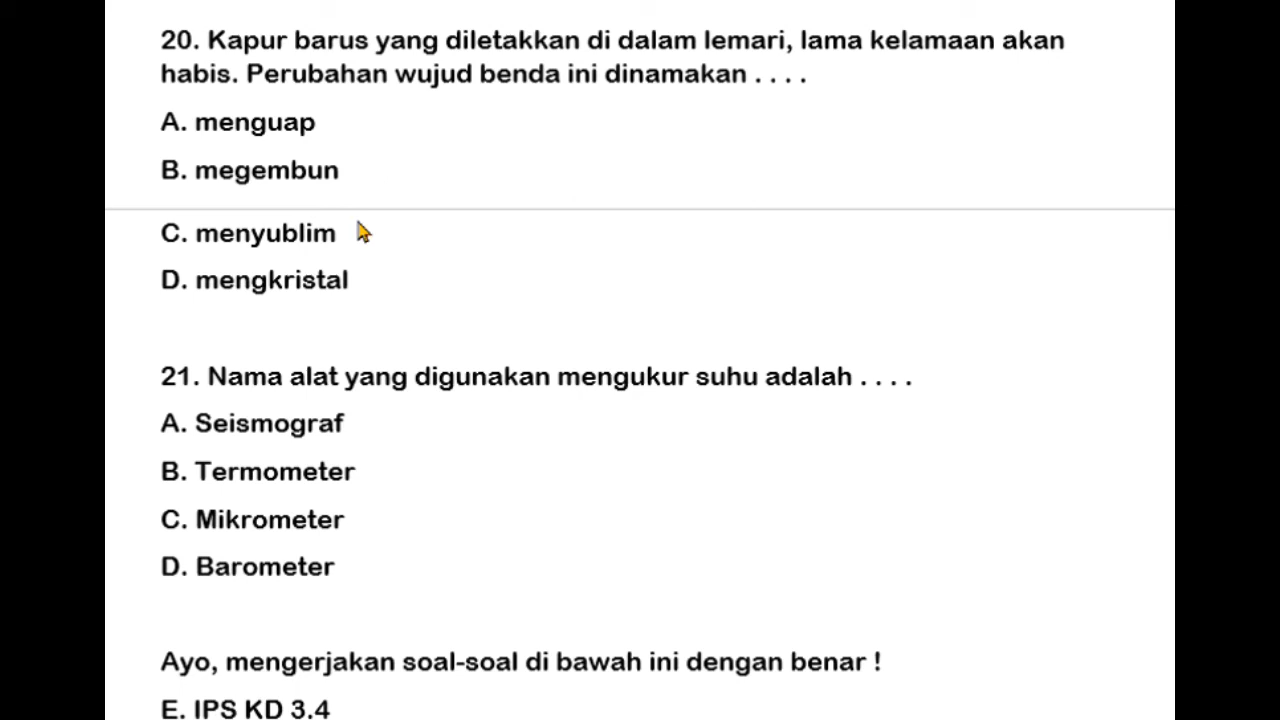 20. Kapur barus yang diletakkan di dalam lemari, lama kelamaan akan
habis. Perubahan wujud benda ini dinamakan . . . .
A. menguap
B. megembun
C. menyublim
D. mengkristal
21. Nama alat yang digunakan mengukur suhu adalah . . . .
A. Seismograf
B. Termometer
C. Mikrometer
D. Barometer
Ayo, mengerjakan soal-soal di bawah ini dengan benar !
E. IPS KD 3.4